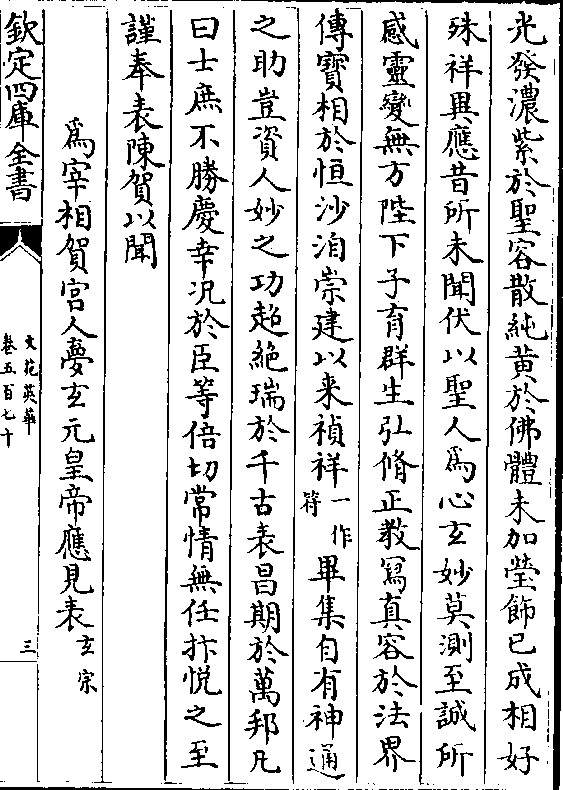 光發濃紫於聖容散純黄於佛體未加瑩飾已成相好
殊祥異應昔所未聞伏以聖人為心玄妙莫測至誠所
感靈變無方陛下子育群生弘脩正教寫真容於法界
傳寳相於恒沙洎崇建以来禎祥一作符畢集自有神通
之助豈資人妙之功超絶瑞於千古表昌期於萬邦凡
曰士庶不勝慶幸况於臣等倍切常情無任抃悦之至
謹奉表陳賀以聞
為宰相賀宫人夢玄元皇帝應見表玄宗
欽定四庫全書
文苑英華
卷五百七十
三